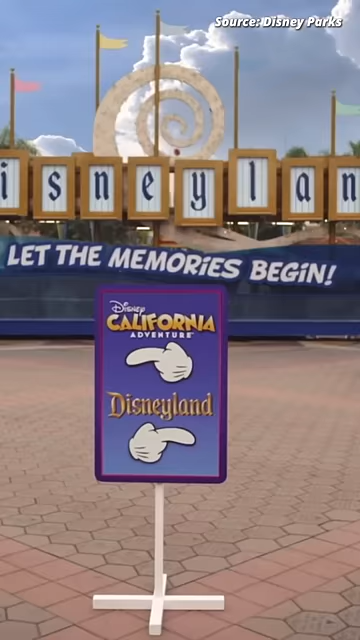 Source: Disney Parks
isneylan
LET THE MEMORIES BEGIN!
Disney
CALIFORNIA
ADVENTURE
Disneyland